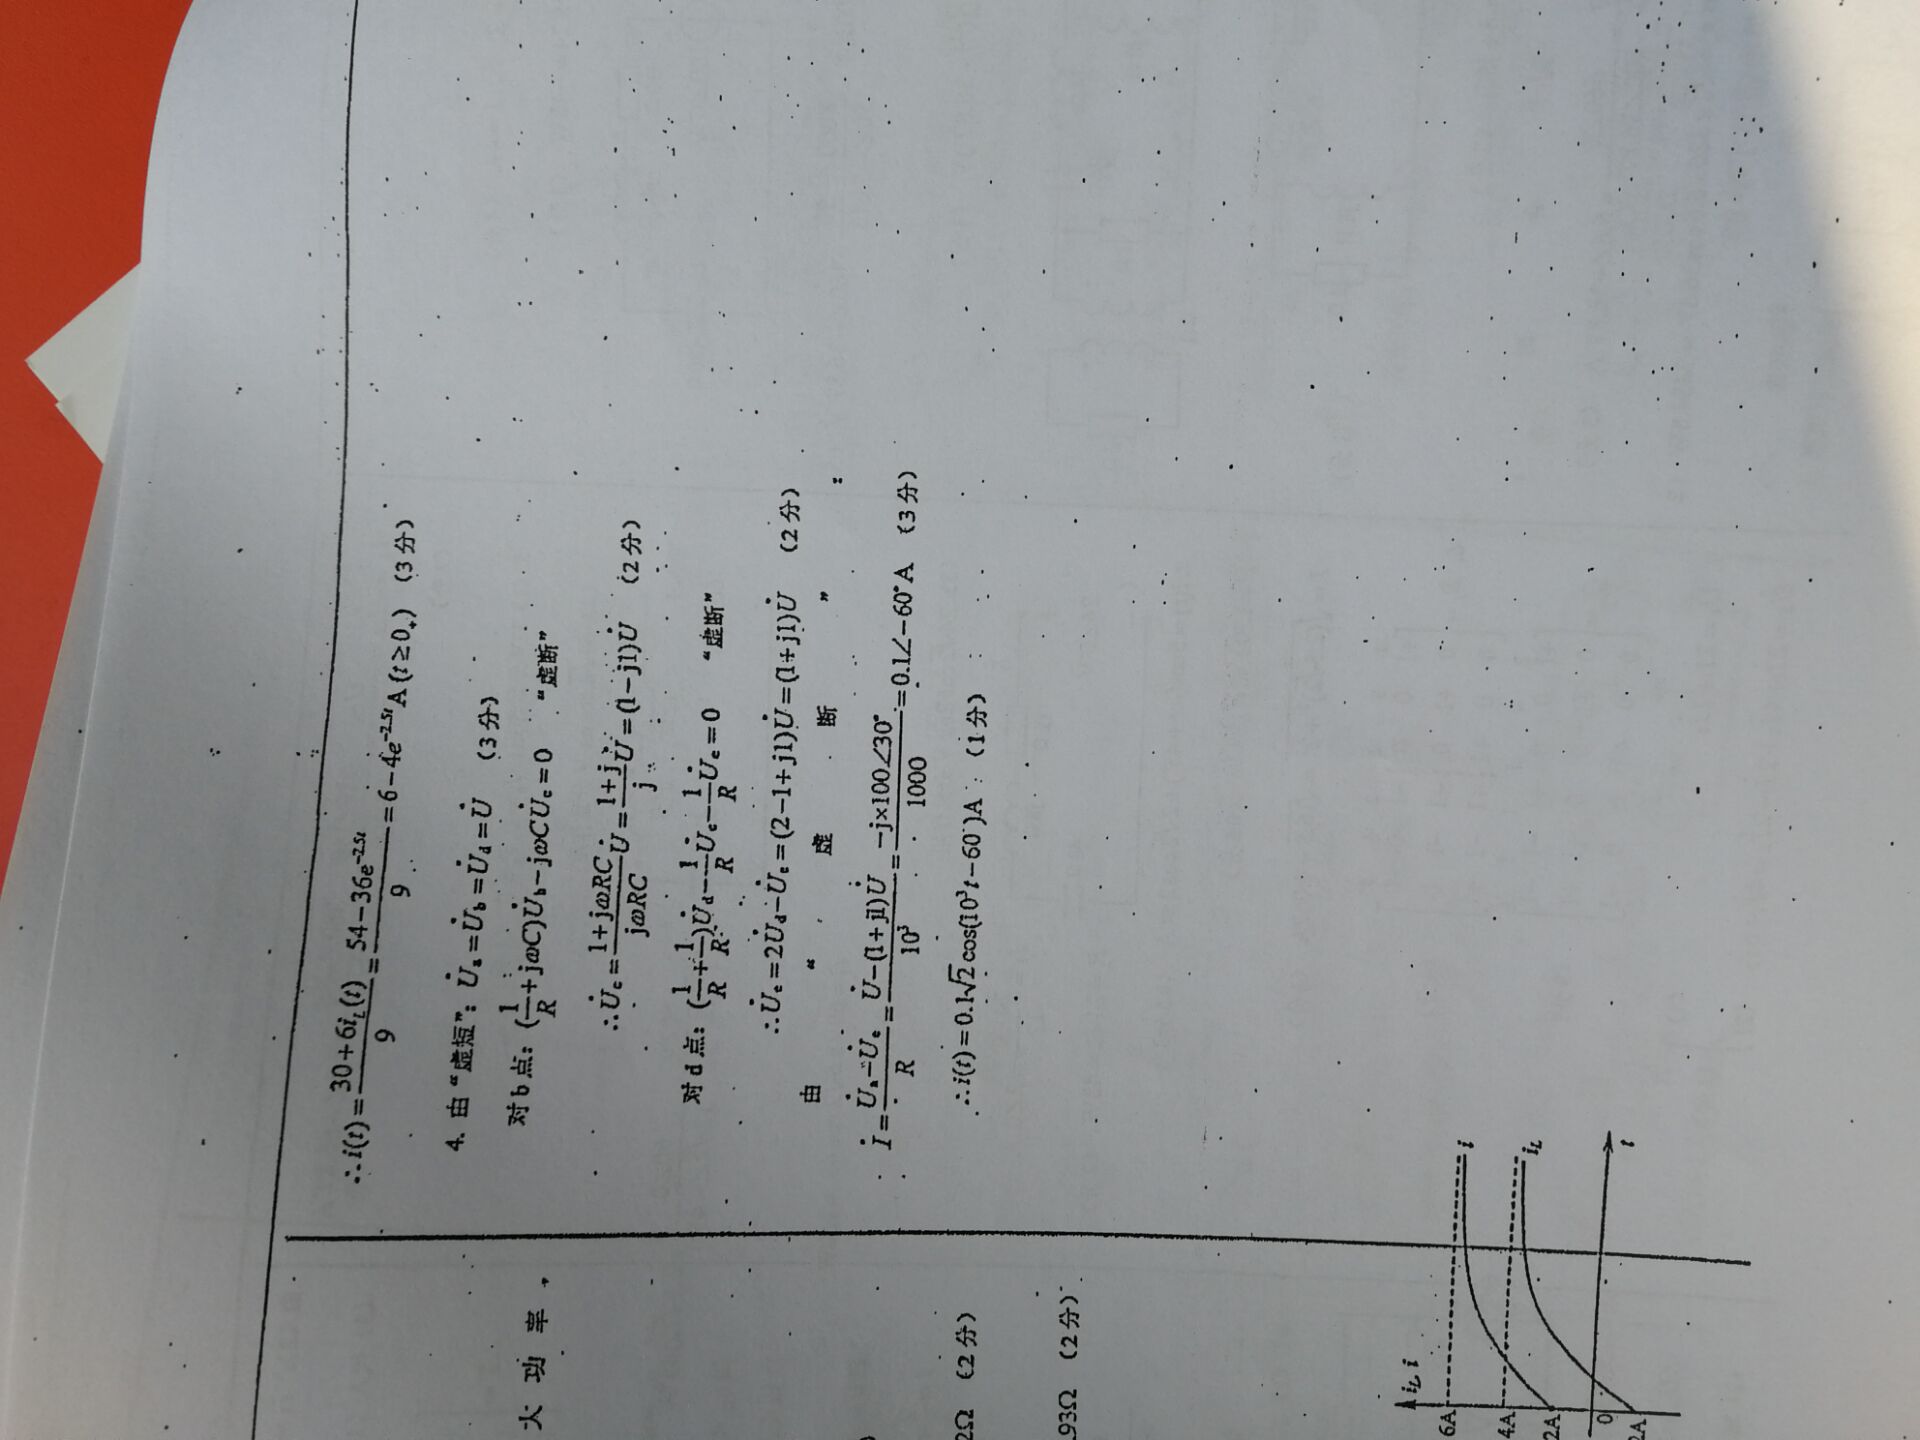 ∴i(t)=(30+6i_L(t))/9=(54−36e^{−2.5t})/9=6−4e^{−2.5t}A(t≥0₊) (3分)
4. 由“虚短”: U̇ₐ=U̇_b=U̇_d=U̇ (3分)
对b点: (1/R+jωC)U̇_b−jωCU̇_c=0 “虚断”
∴U̇_c=(1+jωRC)/(jωRC)U̇=(1+j)/j U̇=(1−j1)U̇ (2分)
对d点: (1/R+1/R)U̇_d−1/R U̇_c−1/R U̇_e=0 “虚断”
∴U̇_e=2U̇_d−U̇_c=(2−1+j1)U̇=(1+j1)U̇ (2分)
由 “ 虚 断 ” :
İ=(U̇ₐ−U̇_e)/R=(U̇−(1+j1)U̇)/10³=(−j×100∠30°)/1000=0.1∠−60°A (3分)
∴i(t)=0.1√2cos(10³t−60°)A (1分)
大 功 率 ,
2Ω (2分)
.93Ω (2分)
i_L i
6A
4A
2A
0
2A
i
i_L
t